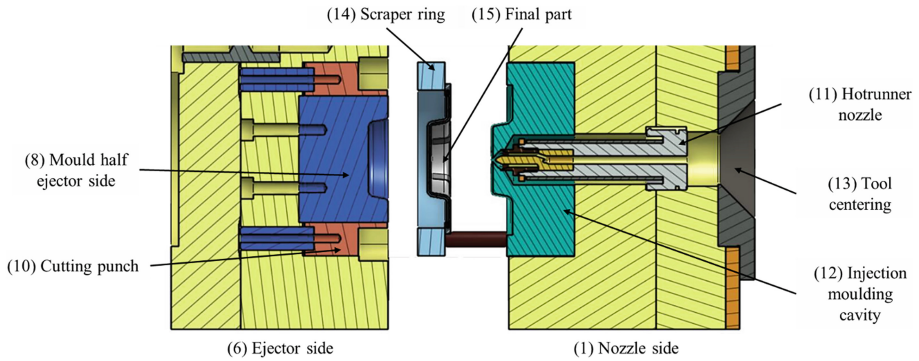 (14) Scraper ring
(15) Final part
(11) Hotrunner
nozzle
(8) Mould half
ejector side
(13) Tool
centering
(10) Cutting punch
(12) Injection
moulding
cavity
(6) Ejector side
(1) Nozzle side